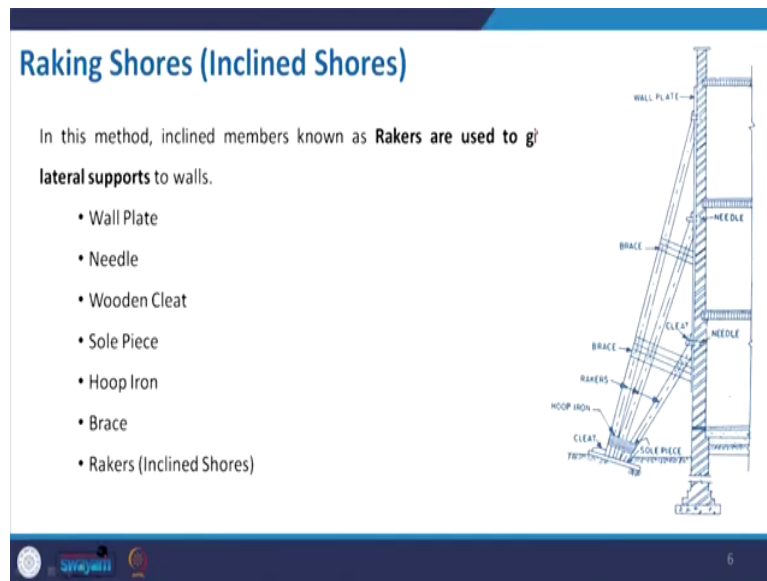 Raking Shores (Inclined Shores)
In this method, inclined members known as Rakers are used to gi
lateral supports to walls.
• Wall Plate
• Needle
• Wooden Cleat
• Sole Piece
• Hoop Iron
• Brace
• Rakers (Inclined Shores)
WALL PLATE
NEEDLE
BRACE
CLEAT
NEEDLE
BRACE
RAKERS
HOOP IRON
CLEAT
SOLE PIECE
swayam
6